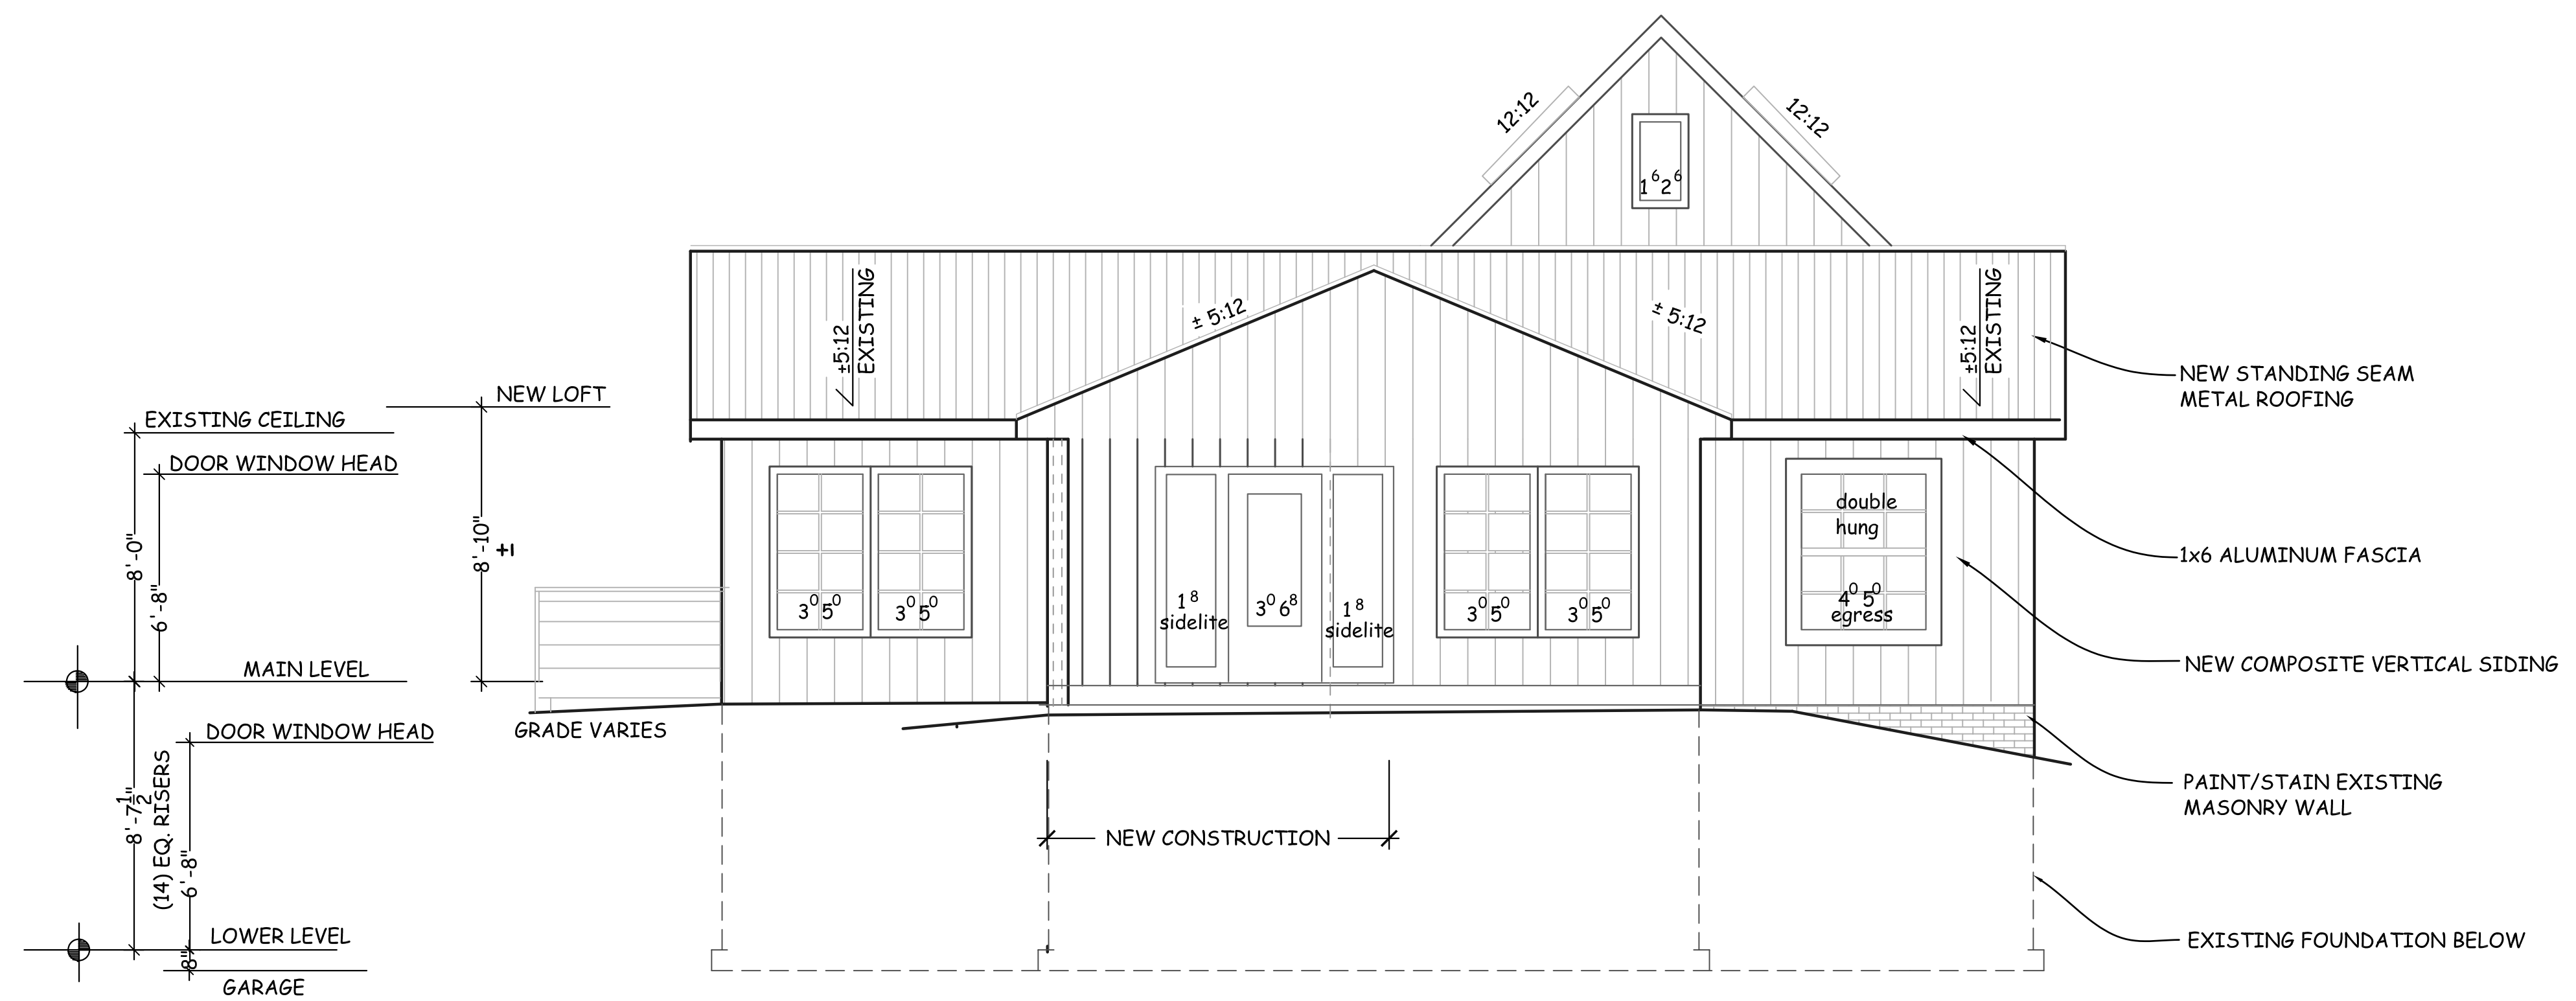 12:12
12:12
1⁶2⁶
±5:12
EXISTING
± 5:12
± 5:12
±5:12
EXISTING
NEW STANDING SEAM
METAL ROOFING
NEW LOFT
EXISTING CEILING
DOOR WINDOW HEAD
8'-0"
6'-8"
8'-10"
±
double
hung
1x6 ALUMINUM FASCIA
3⁰5⁰
3⁰5⁰
1⁸
sidelite
3⁰6⁸
1⁸
sidelite
3⁰5⁰
3⁰5⁰
4⁰5⁰
egress
NEW COMPOSITE VERTICAL SIDING
MAIN LEVEL
GRADE VARIES
DOOR WINDOW HEAD
8'-7½"
(14) EQ. RISERS
6'-8"
NEW CONSTRUCTION
PAINT/STAIN EXISTING
MASONRY WALL
LOWER LEVEL
8"
GARAGE
EXISTING FOUNDATION BELOW